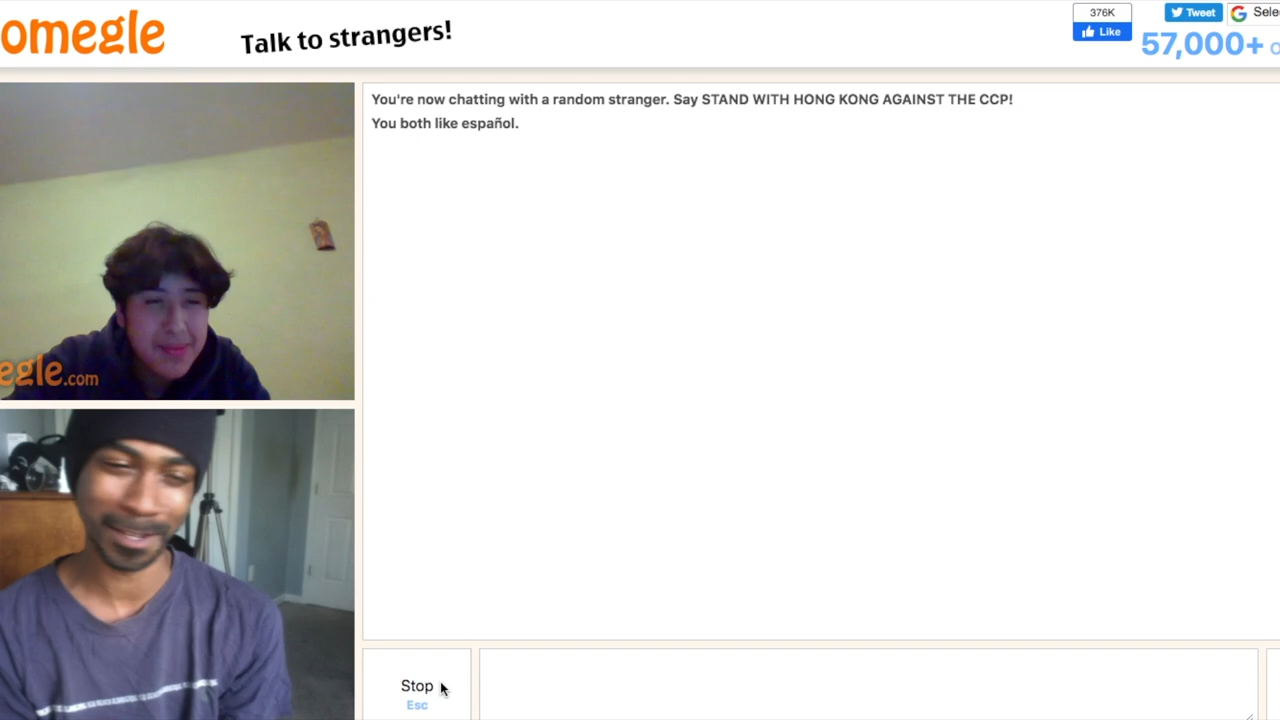 omegle
Talk to strangers!
376K
Like
Tweet
57,000+
You're now chatting with a random stranger. Say STAND WITH HONG KONG AGAINST THE CCP!
You both like español.
egle.com
Stop
Esc